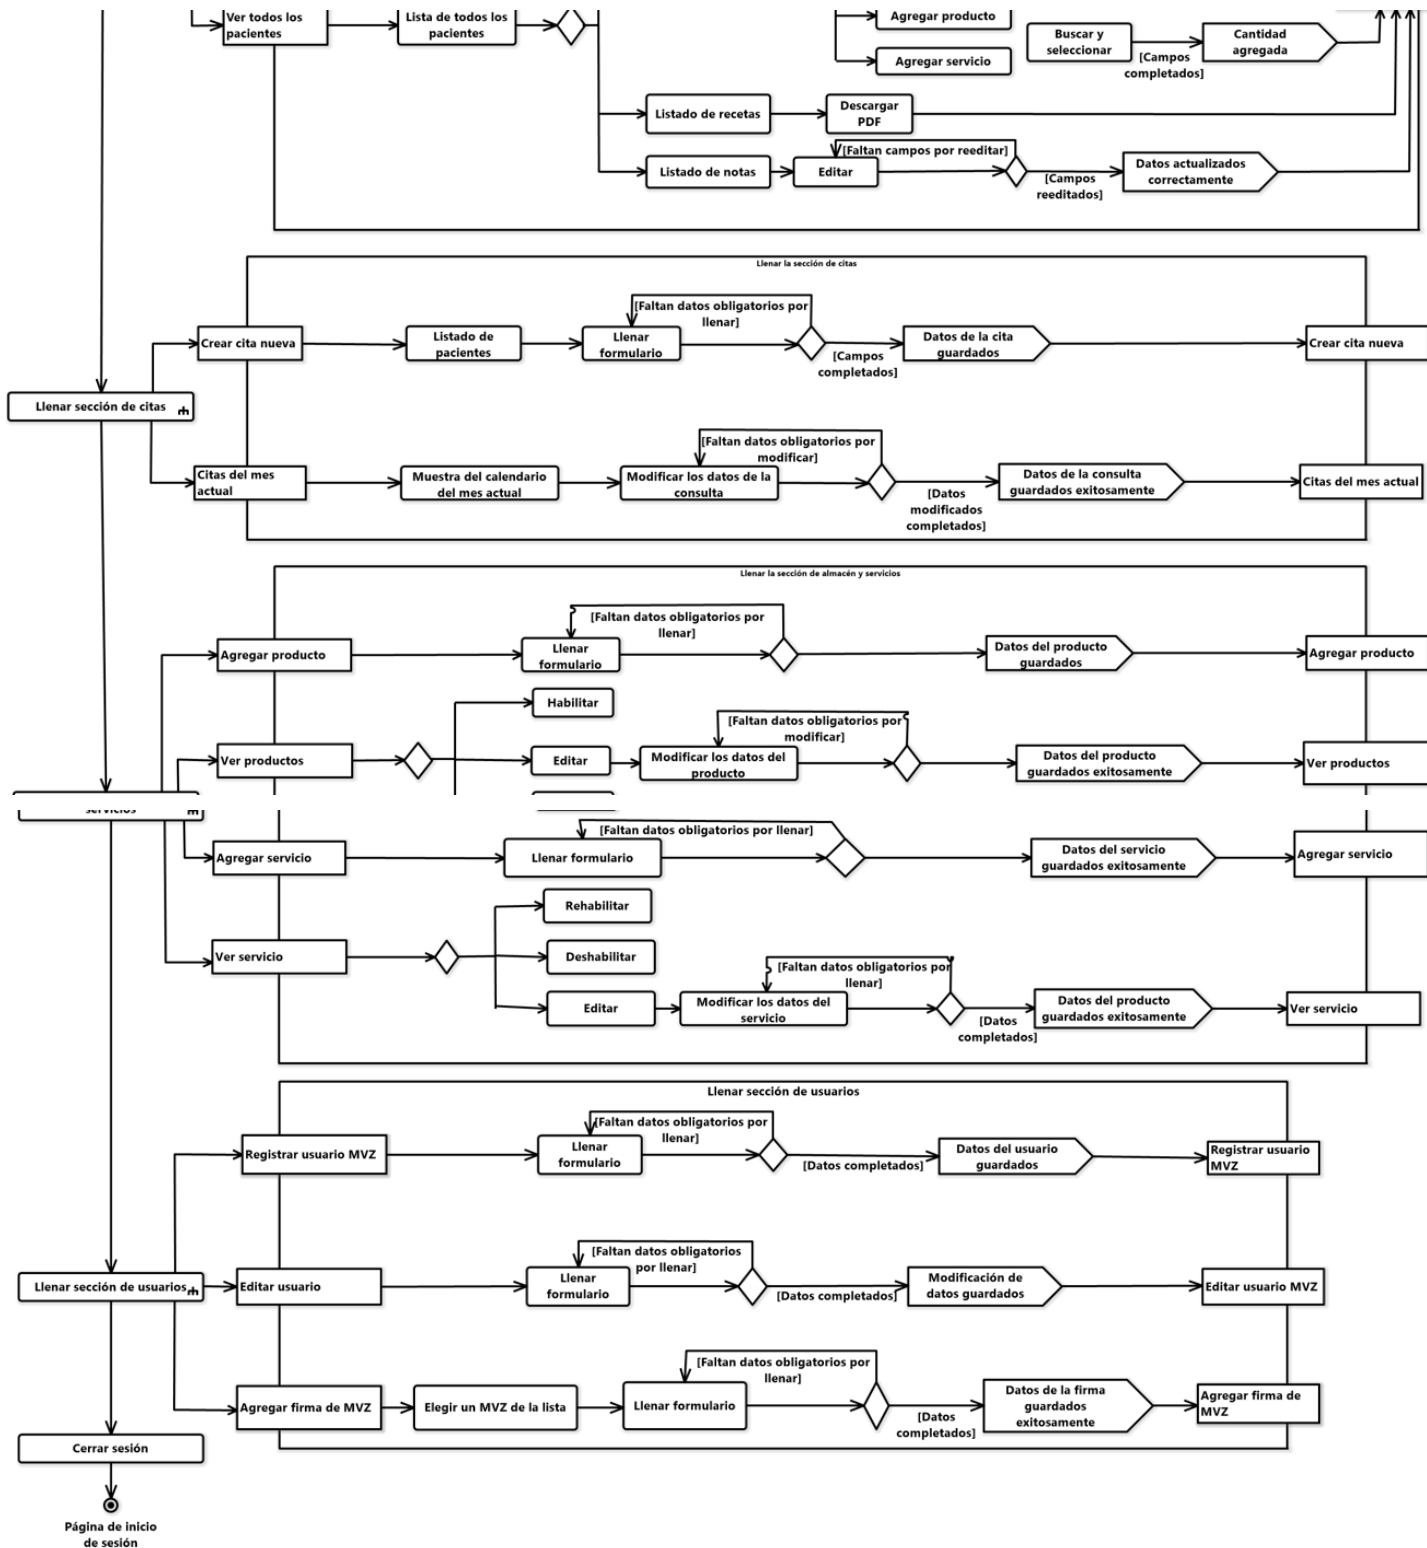 Ver todos los
pacientes
Lista de todos los
pacientes
Agregar producto
Agregar servicio
Buscar y
seleccionar
[Campos
completados]
Cantidad
agregada
Listado de recetas
Descargar
PDF
Listado de notas
Editar
[Faltan campos por reeditar]
[Campos
reeditados]
Datos actualizados
correctamente
Llenar la sección de citas
Llenar sección de citas
Crear cita nueva
Listado de
pacientes
Llenar
formulario
[Faltan datos obligatorios por
llenar]
[Campos
completados]
Datos de la cita
guardados
Crear cita nueva
Citas del mes
actual
Muestra del calendario
del mes actual
Modificar los datos de la
consulta
[Faltan datos obligatorios por
modificar]
[Datos
modificados
completados]
Datos de la consulta
guardados exitosamente
Citas del mes actual
Llenar la sección de almacén y servicios
Agregar producto
Llenar
formulario
[Faltan datos obligatorios por
llenar]
Datos del producto
guardados
Agregar producto
Ver productos
Habilitar
Editar
Modificar los datos del
producto
[Faltan datos obligatorios por
modificar]
Datos del producto
guardados exitosamente
Ver productos
servicios
Agregar servicio
Llenar formulario
[Faltan datos obligatorios por llenar]
Datos del servicio
guardados exitosamente
Agregar servicio
Ver servicio
Rehabilitar
Deshabilitar
Editar
Modificar los datos del
servicio
[Faltan datos obligatorios por
llenar]
[Datos
completados]
Datos del producto
guardados exitosamente
Ver servicio
Llenar sección de usuarios
Llenar sección de usuarios
Registrar usuario MVZ
Llenar
formulario
[Faltan datos obligatorios por
llenar]
[Datos completados]
Datos del usuario
guardados
Registrar usuario
MVZ
Editar usuario
Llenar
formulario
[Faltan datos obligatorios
por llenar]
[Datos completados]
Modificación de
datos guardados
Editar usuario MVZ
Agregar firma de MVZ
Elegir un MVZ de la lista
Llenar formulario
[Faltan datos obligatorios por
llenar]
[Datos
completados]
Datos de la firma
guardados
exitosamente
Agregar firma de
MVZ
Cerrar sesión
Página de inicio
de sesión